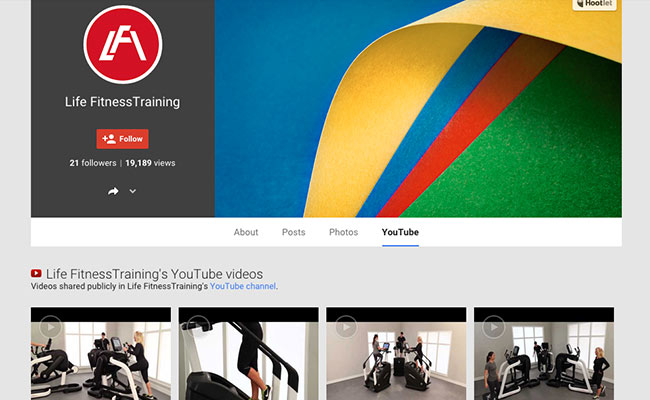 Hootlet
Life FitnessTraining
Follow
21 followers | 19,189 views
About Posts Photos YouTube
Life FitnessTraining's YouTube videos
Videos shared publicly in Life FitnessTraining's YouTube channel.